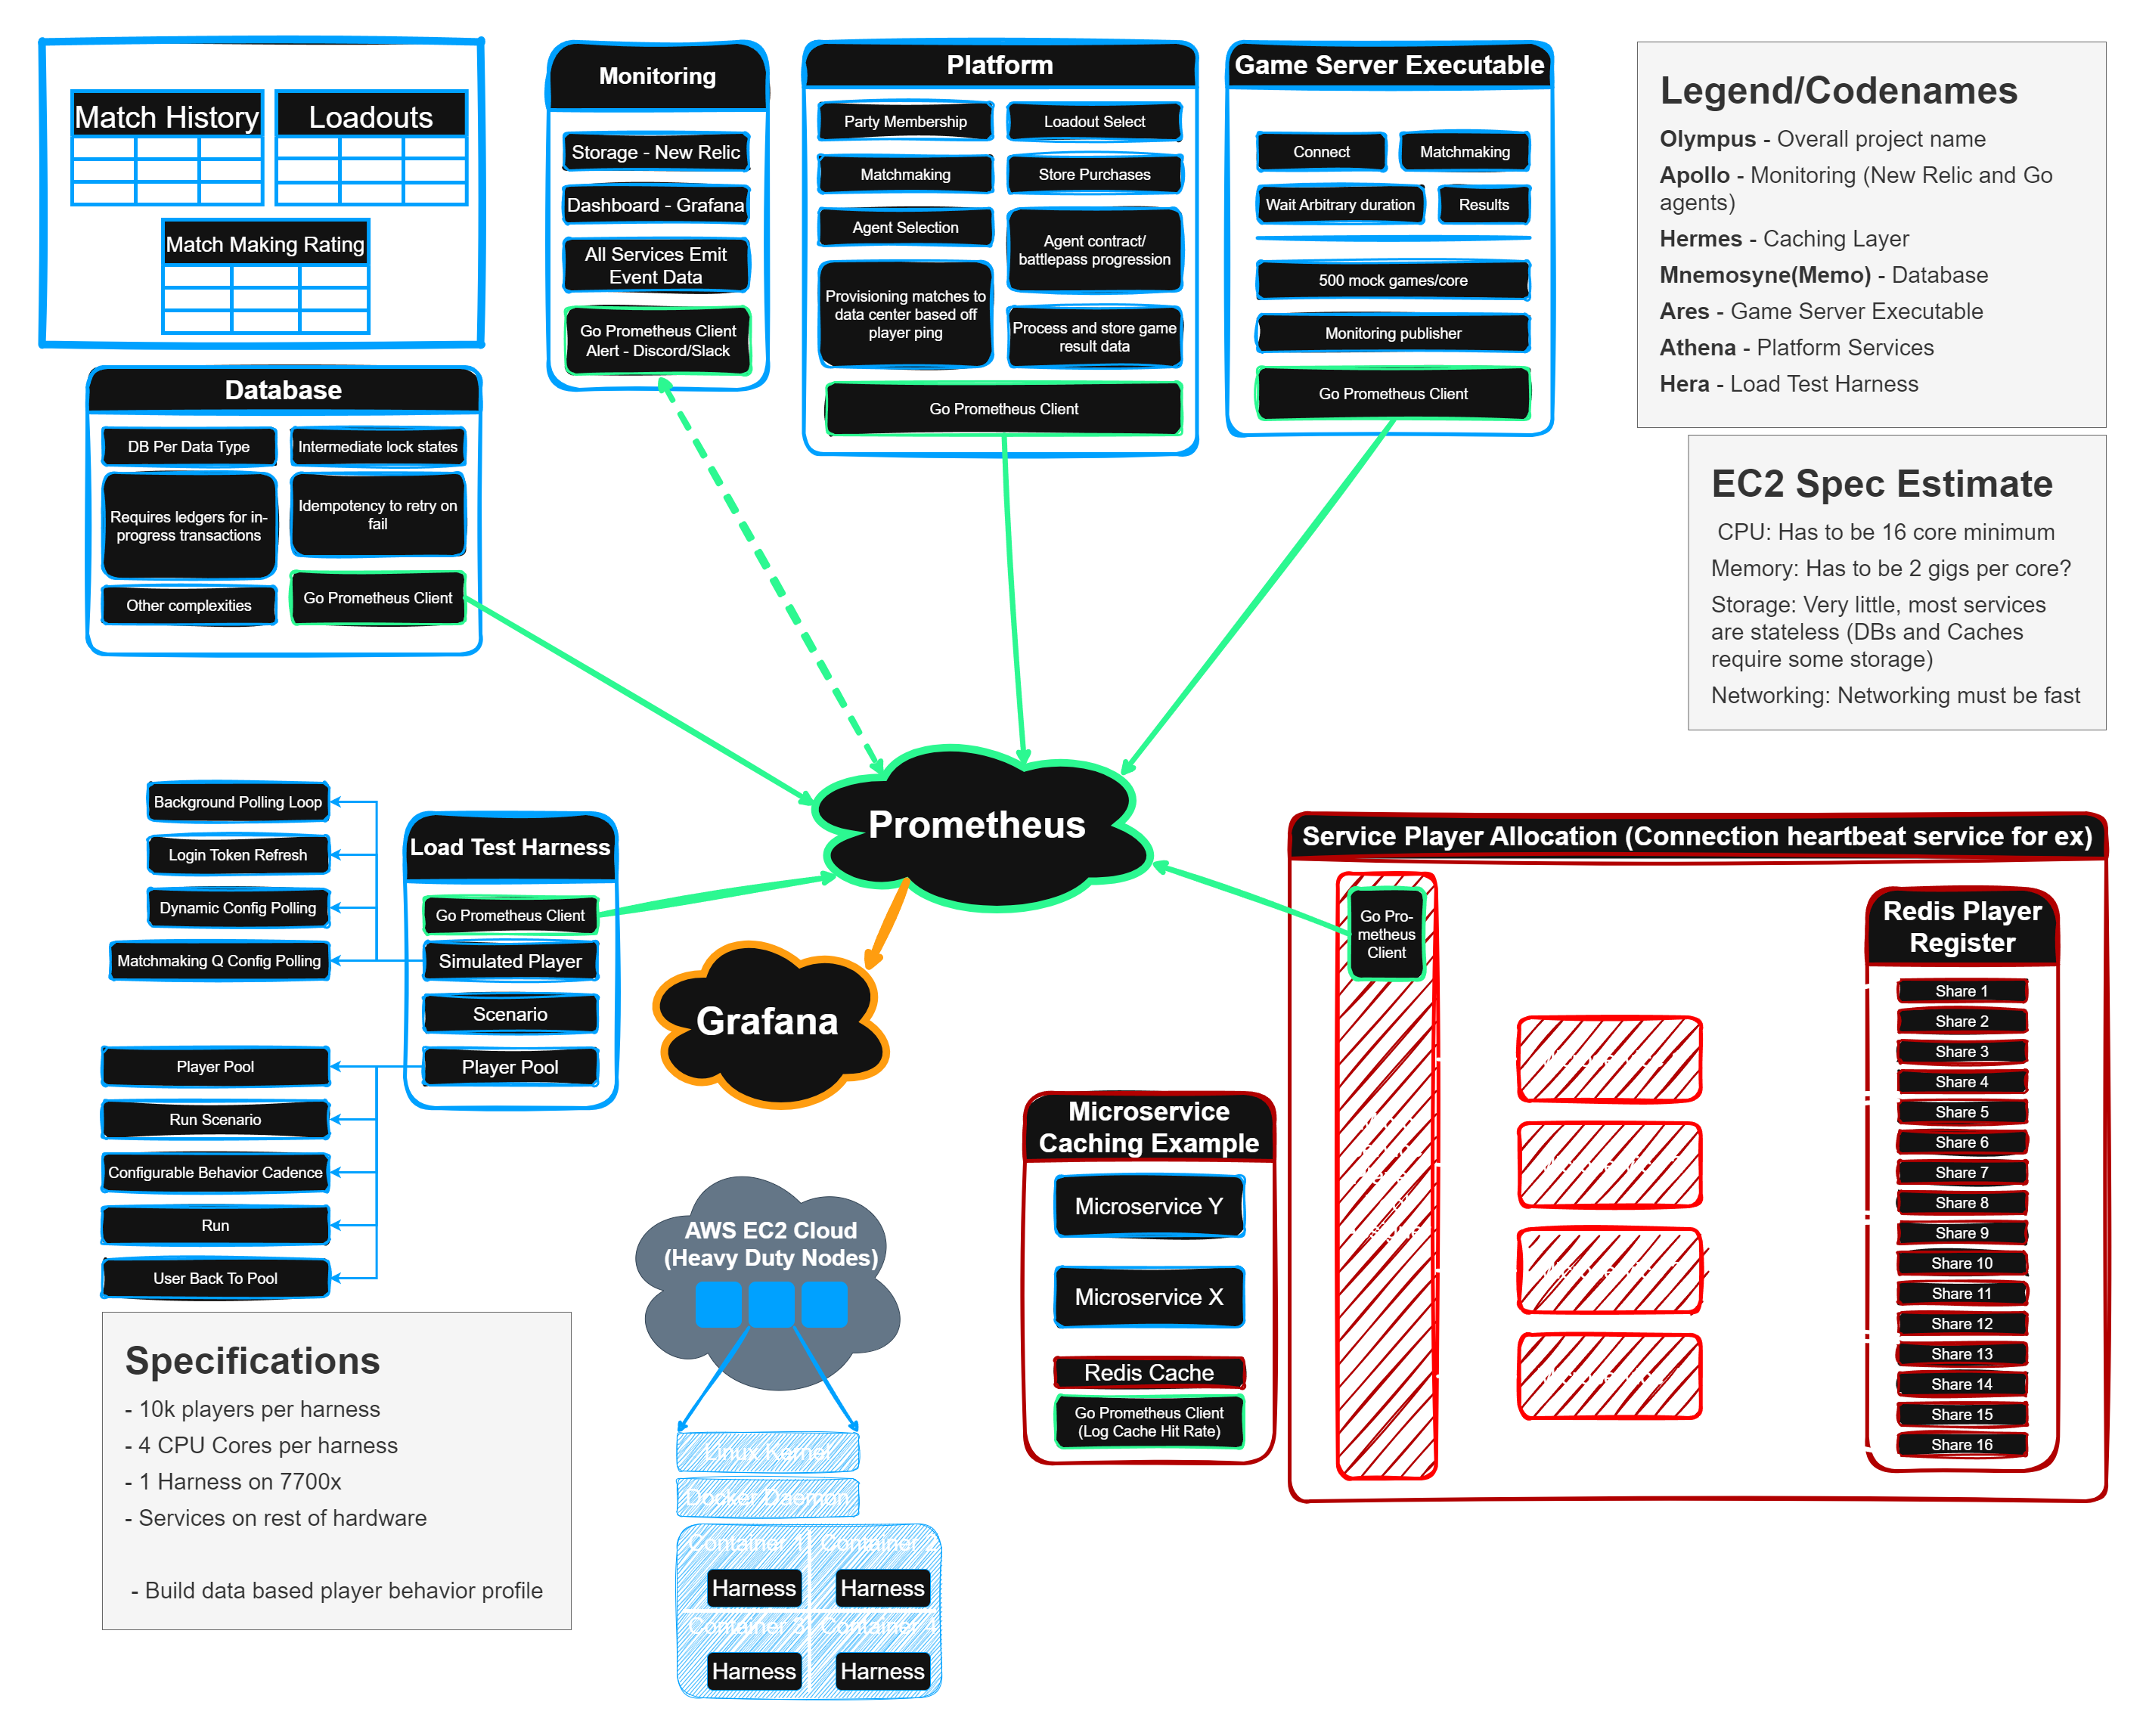 Match History
Loadouts
Match Making Rating
Monitoring
Storage - New Relic
Dashboard - Grafana
All Services Emit
Event Data
Go Prometheus Client
Alert - Discord/Slack
Platform
Party Membership
Loadout Select
Matchmaking
Store Purchases
Agent Selection
Agent contract/
battlepass progression
Provisioning matches to
data center based off
player ping
Process and store game
result data
Go Prometheus Client
Game Server Executable
Connect
Matchmaking
Wait Arbitrary duration
Results
500 mock games/core
Monitoring publisher
Go Prometheus Client
Legend/Codenames
Olympus - Overall project name
Apollo - Monitoring (New Relic and Go
agents)
Hermes - Caching Layer
Mnemosyne(Memo) - Database
Ares - Game Server Executable
Athena - Platform Services
Hera - Load Test Harness
EC2 Spec Estimate
CPU: Has to be 16 core minimum
Memory: Has to be 2 gigs per core?
Storage: Very little, most services
are stateless (DBs and Caches
require some storage)
Networking: Networking must be fast
Database
DB Per Data Type
Intermediate lock states
Requires ledgers for in-
progress transactions
Idempotency to retry on
fail
Other complexities
Go Prometheus Client
Prometheus
Grafana
Background Polling Loop
Login Token Refresh
Dynamic Config Polling
Matchmaking Q Config Polling
Load Test Harness
Go Prometheus Client
Simulated Player
Scenario
Player Pool
Player Pool
Run Scenario
Configurable Behavior Cadence
Run
User Back To Pool
Specifications
- 10k players per harness
- 4 CPU Cores per harness
- 1 Harness on 7700x
- Services on rest of hardware
- Build data based player behavior profile
AWS EC2 Cloud
(Heavy Duty Nodes)
Linux Kernel
Docker Daemon
Container 1
Container 2
Harness
Harness
Container 3
Container 4
Harness
Harness
Microservice
Caching Example
Microservice Y
Microservice X
Redis Cache
Go Prometheus Client
(Log Cache Hit Rate)
Service Player Allocation (Connection heartbeat service for ex)
Go Pro-
metheus
Client
Redis Player
Register
Share 1
Share 2
Share 3
Share 4
Share 5
Share 6
Share 7
Share 8
Share 9
Share 10
Share 11
Share 12
Share 13
Share 14
Share 15
Share 16